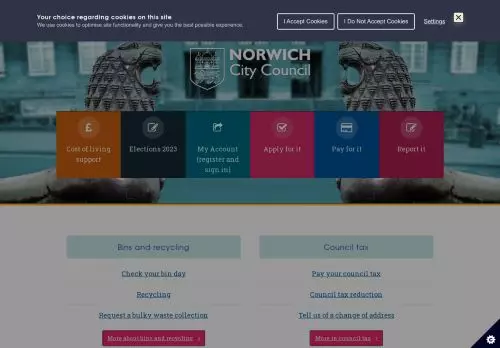 Your choice regarding cookies on this site
We use cookies to optimise site functionality and give you the best possible experience.
I Accept Cookies
I Do Not Accept Cookies
Settings
NORWICH
City Council
Cost of living
support
Elections 2023
My Account
(register and
sign in)
Apply for it
Pay for it
Report it
Bins and recycling
Council tax
Check your bin day
Pay your council tax
Recycling
Council tax reduction
Request a bulky waste collection
Tell us of a change of address
More about bins and recycling
More in council tax